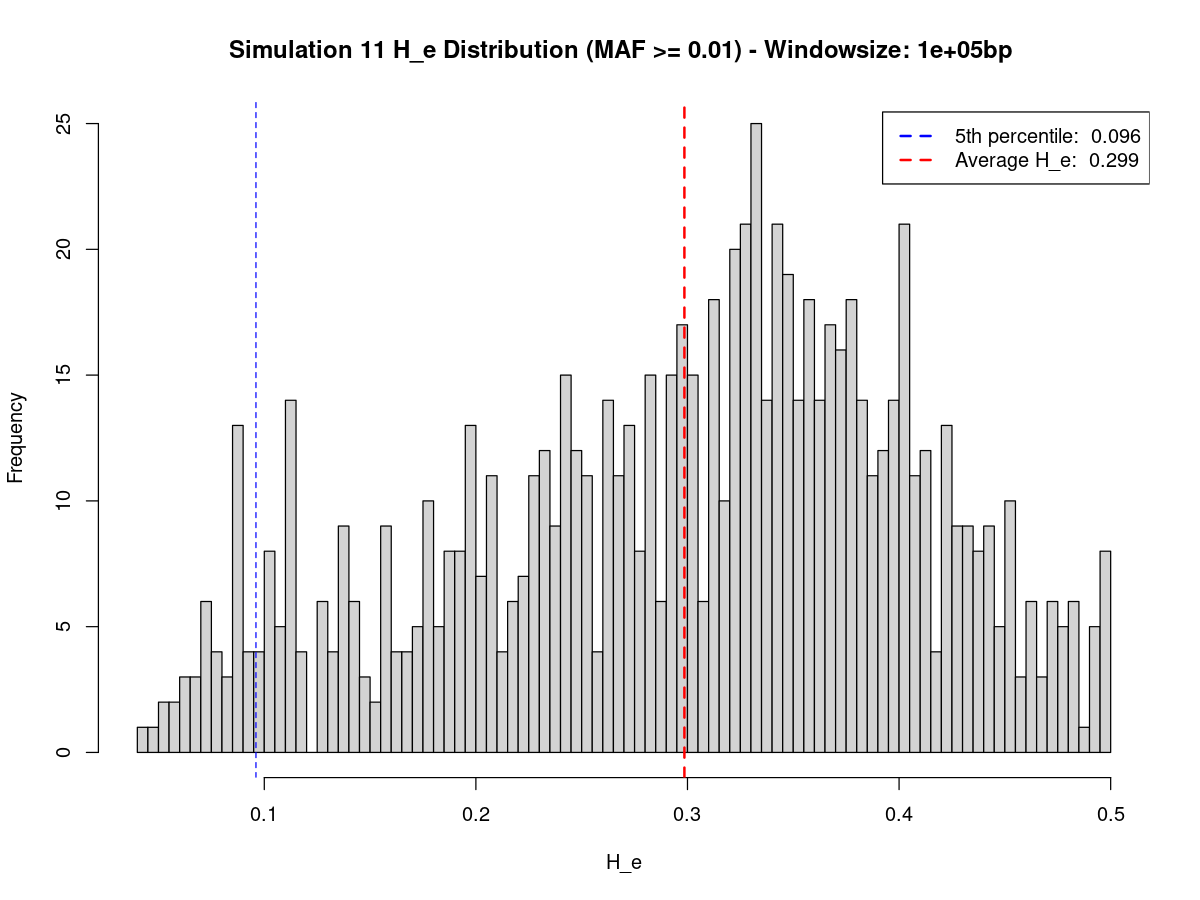 Simulation 11 H_e Distribution (MAF >= 0.01) - Windowsize: 1e+05bp
5th percentile:  0.096
Average H_e:  0.299
Frequency
25
20
15
10
5
0
0.1 0.2 0.3 0.4 0.5
H_e